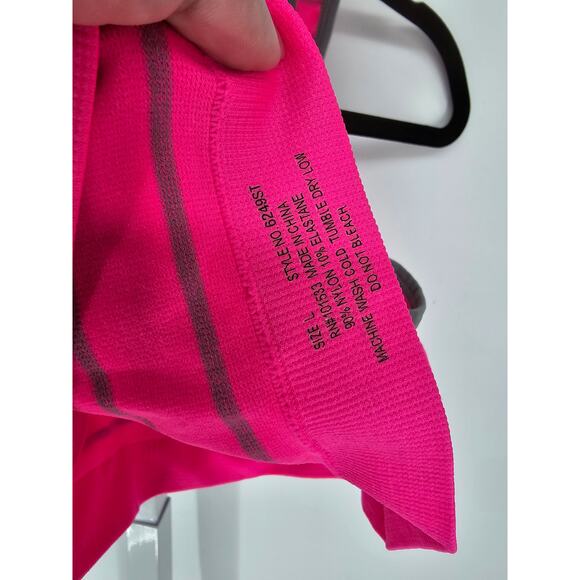 SIZE L STYLE NO 6249ST
RN#101533 MADE IN CHINA
90% NYLON 10% ELASTANE
MACHINE WASH COLD TUMBLE DRY LOW
DO NOT BLEACH